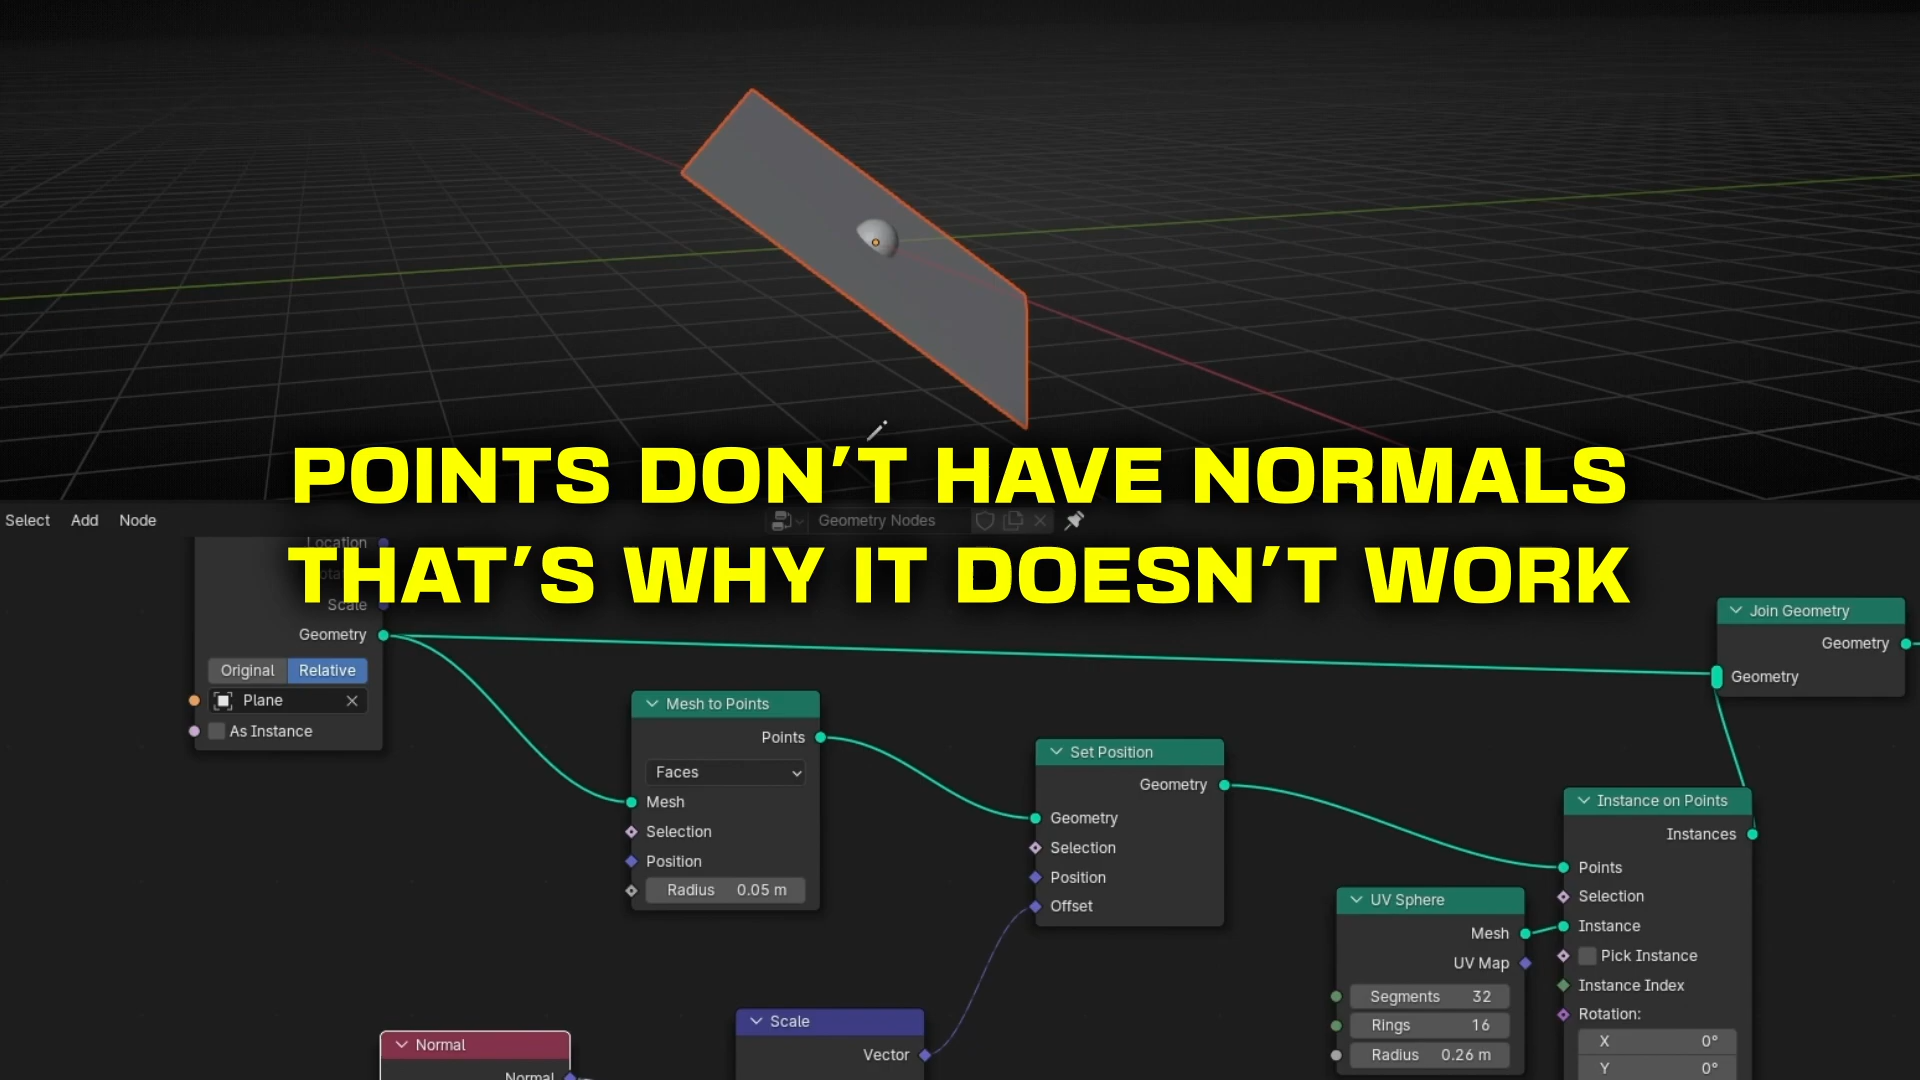 POINTS DON'T HAVE NORMALS
THAT'S WHY IT DOESN'T WORK
Select Add Node
Geometry Nodes
Location
Scale
Geometry
Original Relative
Plane
As Instance
Mesh to Points
Points
Faces
Mesh
Selection
Position
Radius 0.05 m
Set Position
Geometry
Geometry
Selection
Position
Offset
Normal
Normal
Scale
Vector
UV Sphere
Mesh
UV Map
Segments 32
Rings 16
Radius 0.26 m
Join Geometry
Geometry
Geometry
Instance on Points
Instances
Points
Selection
Instance
Pick Instance
Instance Index
Rotation:
X 0°
Y 0°